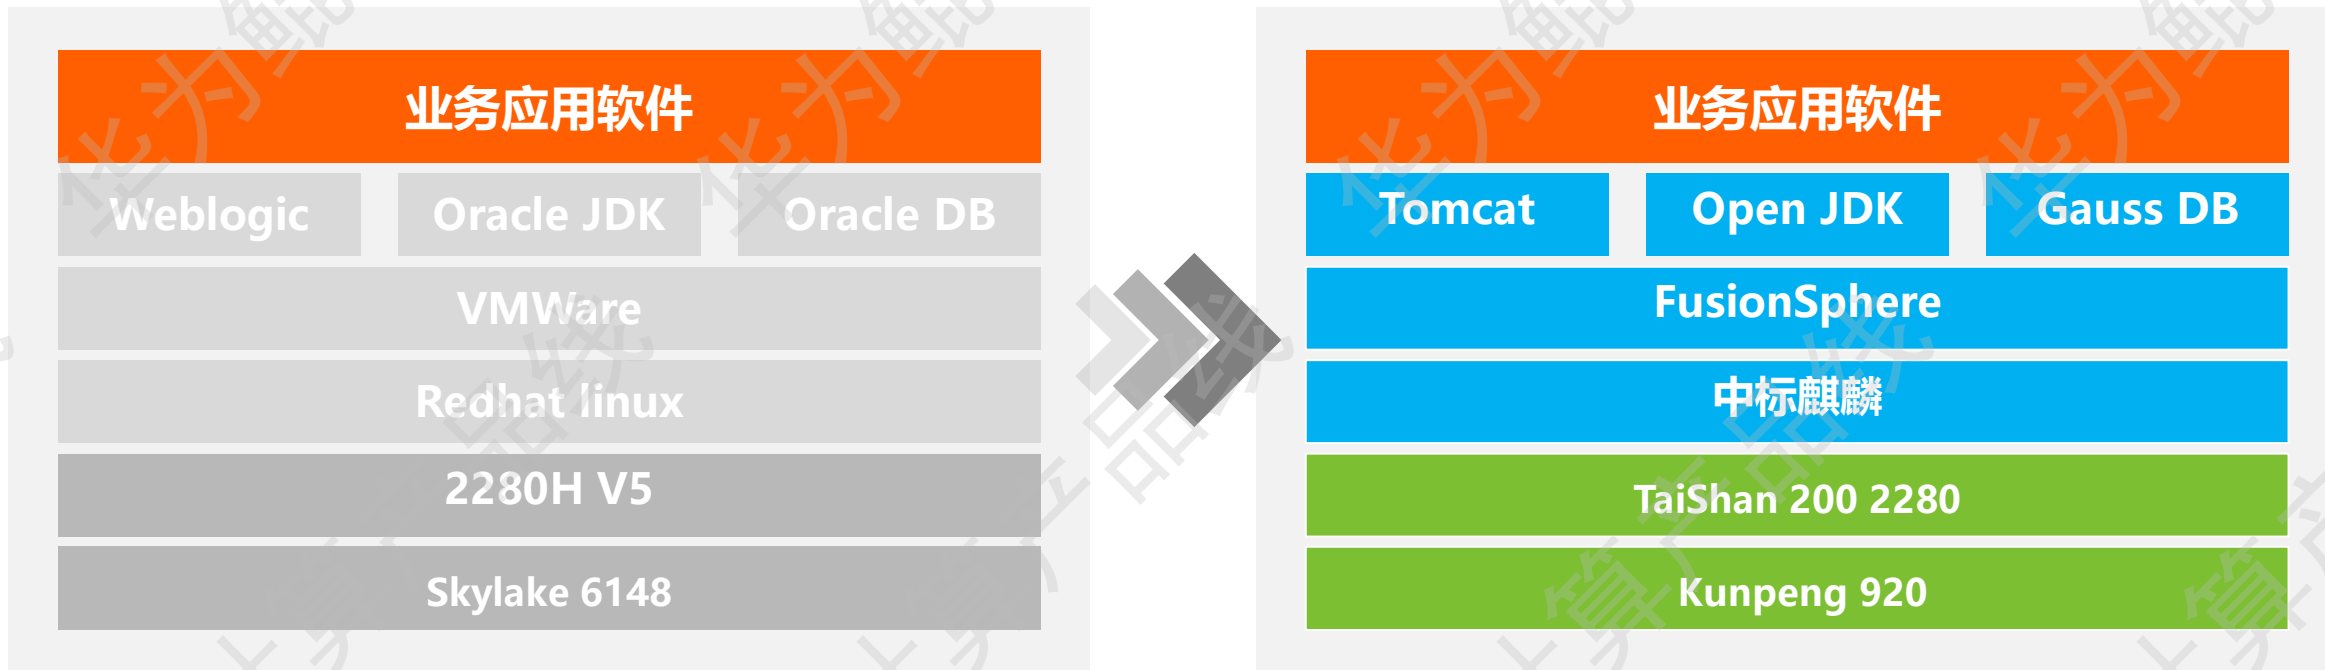 业务应用软件
Weblogic
Oracle JDK
Oracle DB
VMWare
Redhat linux
2280H V5
Skylake 6148
业务应用软件
Tomcat
Open JDK
Gauss DB
FusionSphere
中标麒麟
TaiShan 200 2280
Kunpeng 920